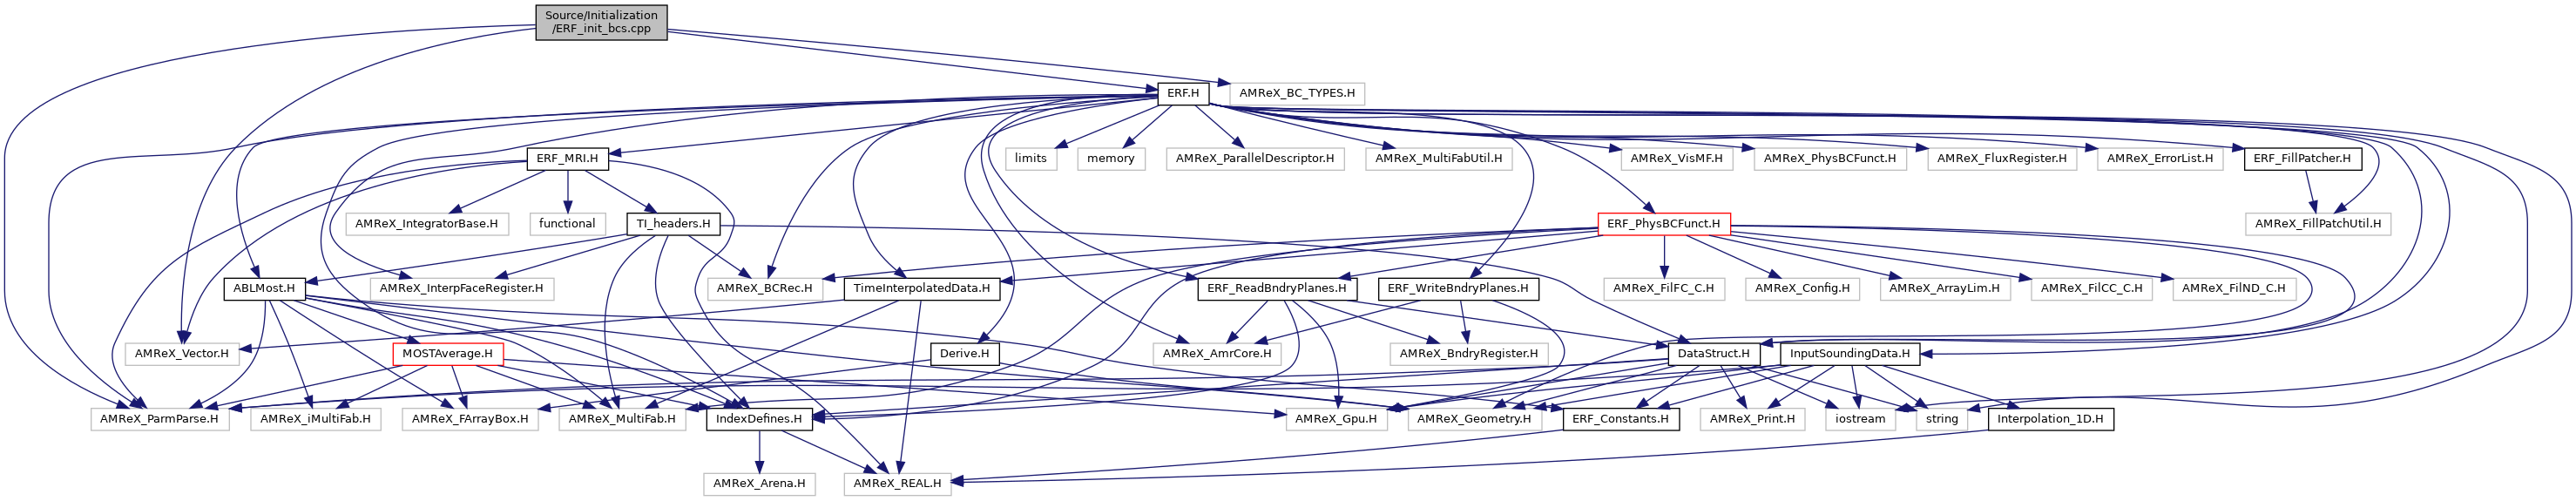 Source/Initialization
/ERF_init_bcs.cpp
ERF.H
AMReX_BC_TYPES.H
ERF_MRI.H
limits
memory
AMReX_ParallelDescriptor.H
AMReX_MultiFabUtil.H
AMReX_VisMF.H
AMReX_PhysBCFunct.H
AMReX_FluxRegister.H
AMReX_ErrorList.H
ERF_FillPatcher.H
AMReX_IntegratorBase.H
functional
TI_headers.H
ERF_PhysBCFunct.H
AMReX_FillPatchUtil.H
ABLMost.H
AMReX_InterpFaceRegister.H
AMReX_BCRec.H
TimeInterpolatedData.H
ERF_ReadBndryPlanes.H
ERF_WriteBndryPlanes.H
AMReX_FilFC_C.H
AMReX_Config.H
AMReX_ArrayLim.H
AMReX_FilCC_C.H
AMReX_FilND_C.H
AMReX_Vector.H
MOSTAverage.H
Derive.H
AMReX_AmrCore.H
AMReX_BndryRegister.H
DataStruct.H
InputSoundingData.H
AMReX_ParmParse.H
AMReX_iMultiFab.H
AMReX_FArrayBox.H
AMReX_MultiFab.H
IndexDefines.H
AMReX_Gpu.H
AMReX_Geometry.H
ERF_Constants.H
AMReX_Print.H
iostream
string
Interpolation_1D.H
AMReX_Arena.H
AMReX_REAL.H